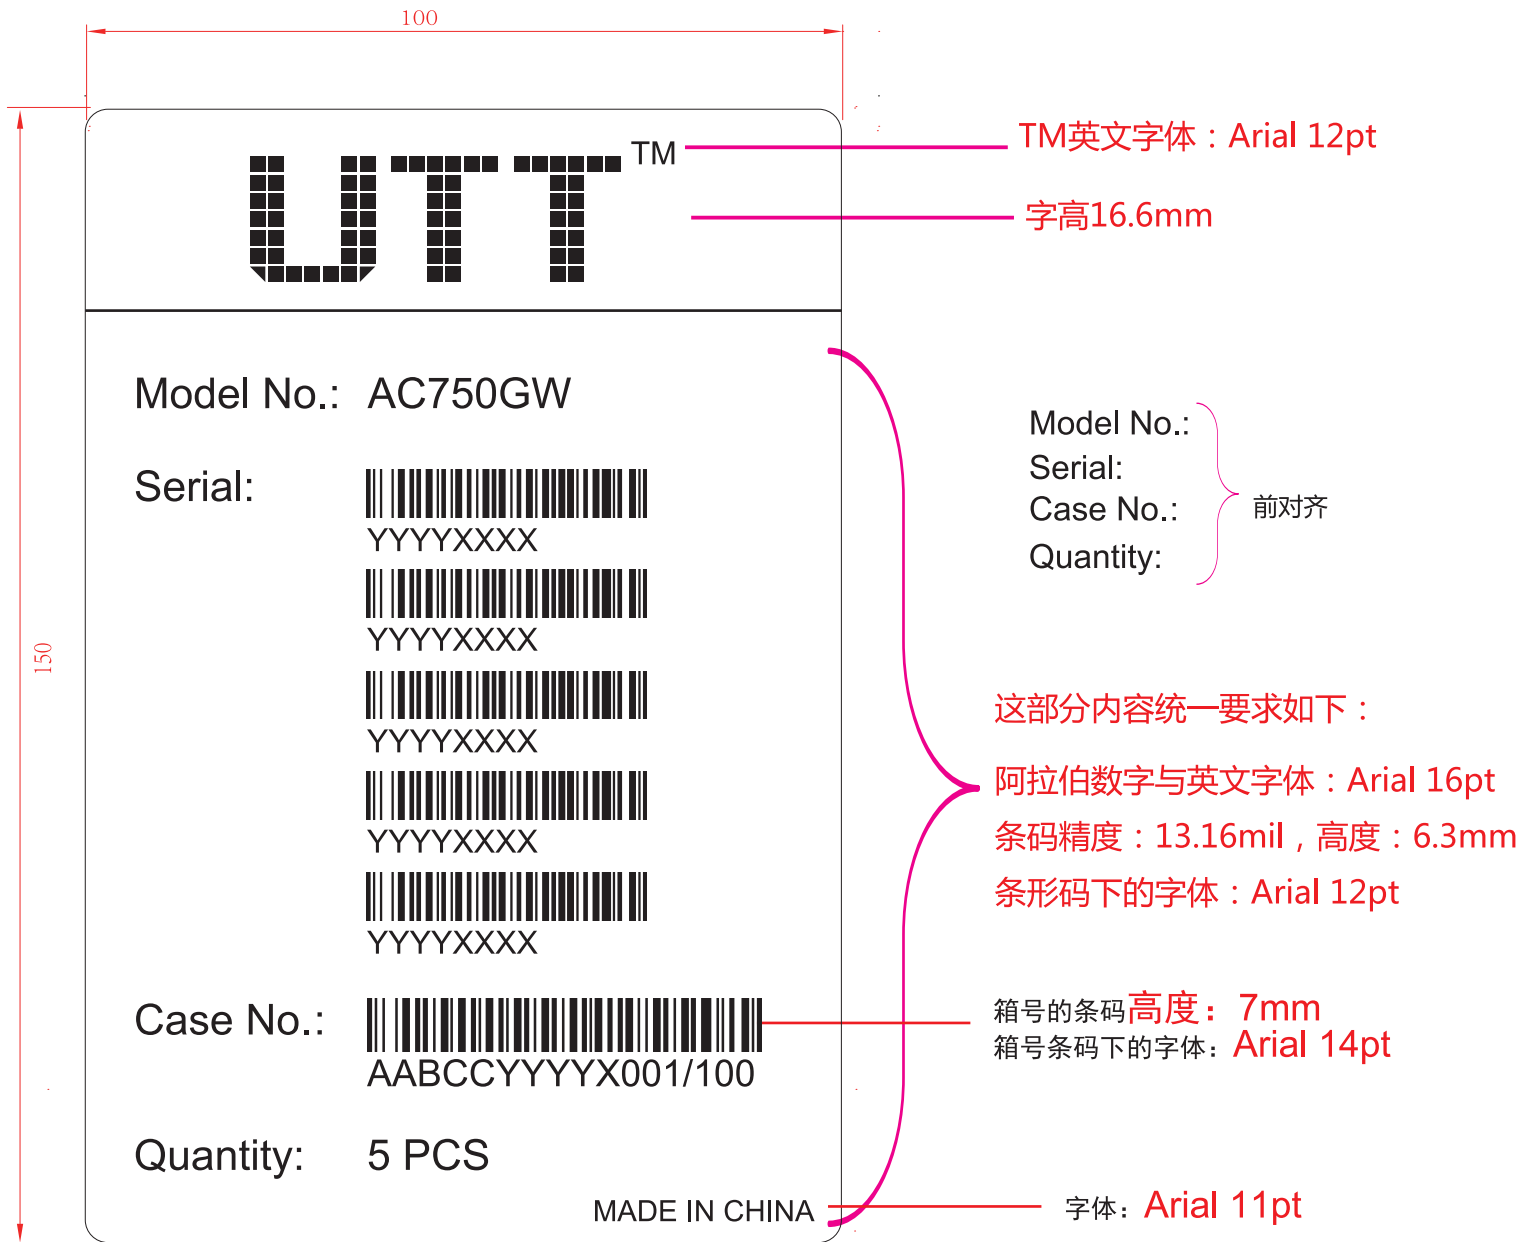 100
UTT TM
TM英文字体：Arial 12pt
字高16.6mm
150
Model No.: AC750GW
Serial:
YYYYXXXX
YYYYXXXX
YYYYXXXX
YYYYXXXX
YYYYXXXX
Case No.:
AABCCYYYYX001/100
Quantity: 5 PCS
MADE IN CHINA
Model No.:
Serial:
Case No.:
Quantity:
前对齐
这部分内容统一要求如下：
阿拉伯数字与英文字体：Arial 16pt
条码精度：13.16mil，高度：6.3mm
条形码下的字体：Arial 12pt
箱号的条码高度：7mm
箱号条码下的字体：Arial 14pt
字体：Arial 11pt